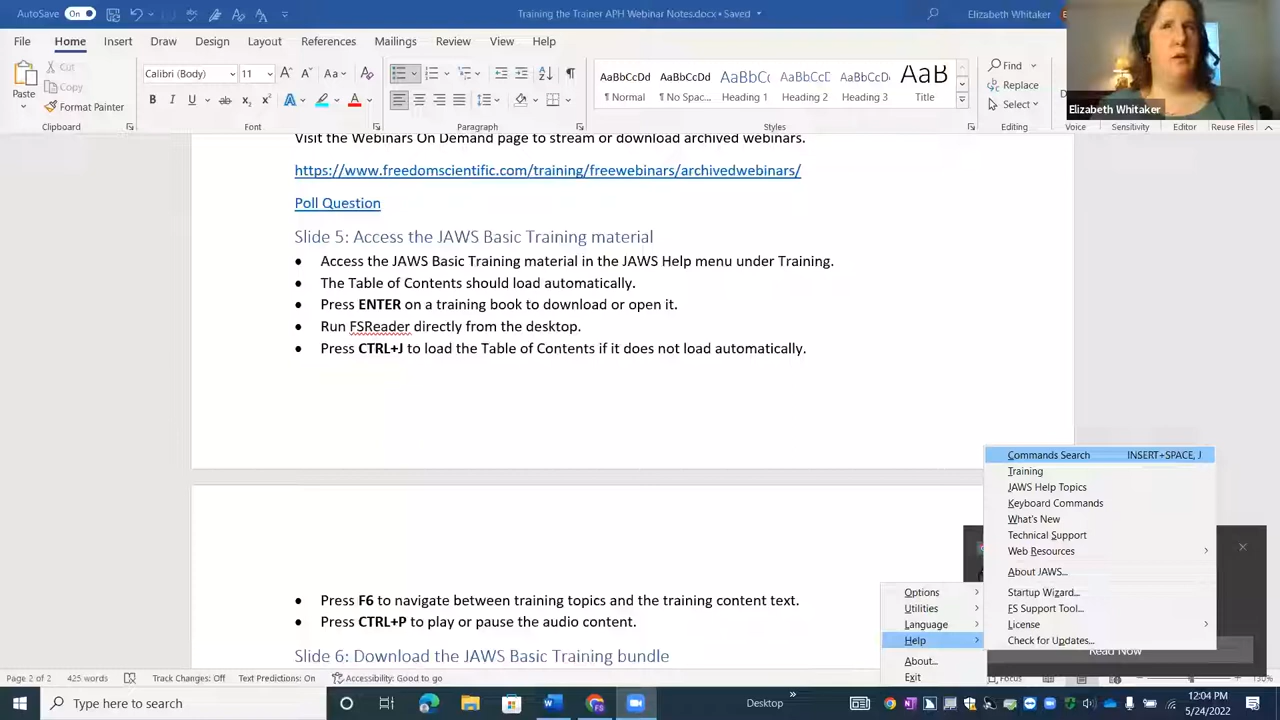 AutoSave On
Training the Trainer APH Webinar Notes.docx • Saved
Elizabeth Whitaker
File Home Insert Draw Design Layout References Mailings Review View Help
Paste
Cut
Copy
Format Painter
Clipboard
Calibri (Body) 11
Font
Paragraph
AaBbCcDd AaBbCcDd AaBbCc AaBbCcE AaBbCcDd AaB
¶ Normal ¶ No Spac... Heading 1 Heading 2 Heading 3 Title
Styles
Find
Replace
Select
Editing
Voice Sensitivity Editor Reuse Files
Elizabeth Whitaker
Visit the Webinars On Demand page to stream or download archived webinars.
https://www.freedomscientific.com/training/freewebinars/archivedwebinars/
Poll Question
Slide 5: Access the JAWS Basic Training material
• Access the JAWS Basic Training material in the JAWS Help menu under Training.
• The Table of Contents should load automatically.
• Press ENTER on a training book to download or open it.
• Run FSReader directly from the desktop.
• Press CTRL+J to load the Table of Contents if it does not load automatically.
• Press F6 to navigate between training topics and the training content text.
• Press CTRL+P to play or pause the audio content.
Slide 6: Download the JAWS Basic Training bundle
Options
Utilities
Language
Help
About...
Exit
Commands Search INSERT+SPACE, J
Training
JAWS Help Topics
Keyboard Commands
What's New
Technical Support
Web Resources
About JAWS...
Startup Wizard...
FS Support Tool...
License
Check for Updates...
Read Now
Page 2 of 2 425 words Track Changes: Off Text Predictions: On Accessibility: Good to go Focus 130%
Type here to search
Desktop
12:04 PM
5/24/2022